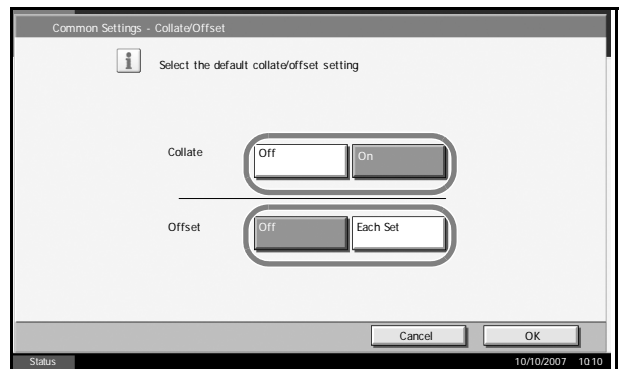 Common Settings - Collate/Offset
i Select the default collate/offset setting
Collate Off On
Offset Off Each Set
Cancel OK
Status 10/10/2007 10:10